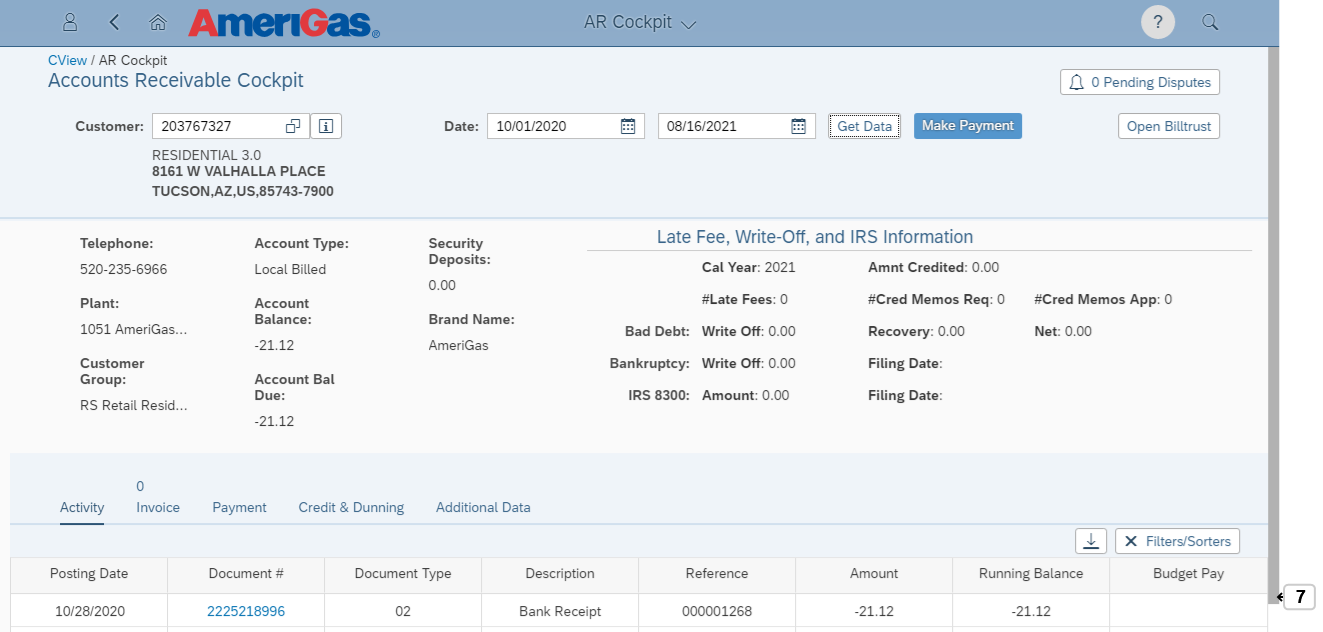 AmeriGas®
AR Cockpit
?
CView / AR Cockpit
Accounts Receivable Cockpit
0 Pending Disputes
Customer: 203767327
Date: 10/01/2020 08/16/2021 Get Data Make Payment Open Billtrust
RESIDENTIAL 3.0
8161 W VALHALLA PLACE
TUCSON,AZ,US,85743-7900
Telephone:
520-235-6966
Plant:
1051 AmeriGas...
Customer
Group:
RS Retail Resid...
Account Type:
Local Billed
Account
Balance:
-21.12
Account Bal
Due:
-21.12
Security
Deposits:
0.00
Brand Name:
AmeriGas
Late Fee, Write-Off, and IRS Information
Cal Year: 2021 Amnt Credited: 0.00
#Late Fees: 0 #Cred Memos Req: 0 #Cred Memos App: 0
Bad Debt: Write Off: 0.00 Recovery: 0.00 Net: 0.00
Bankruptcy: Write Off: 0.00 Filing Date:
IRS 8300: Amount: 0.00 Filing Date:
0
Activity Invoice Payment Credit & Dunning Additional Data
Filters/Sorters
Posting Date Document # Document Type Description Reference Amount Running Balance Budget Pay
10/28/2020 2225218996 02 Bank Receipt 000001268 -21.12 -21.12
7